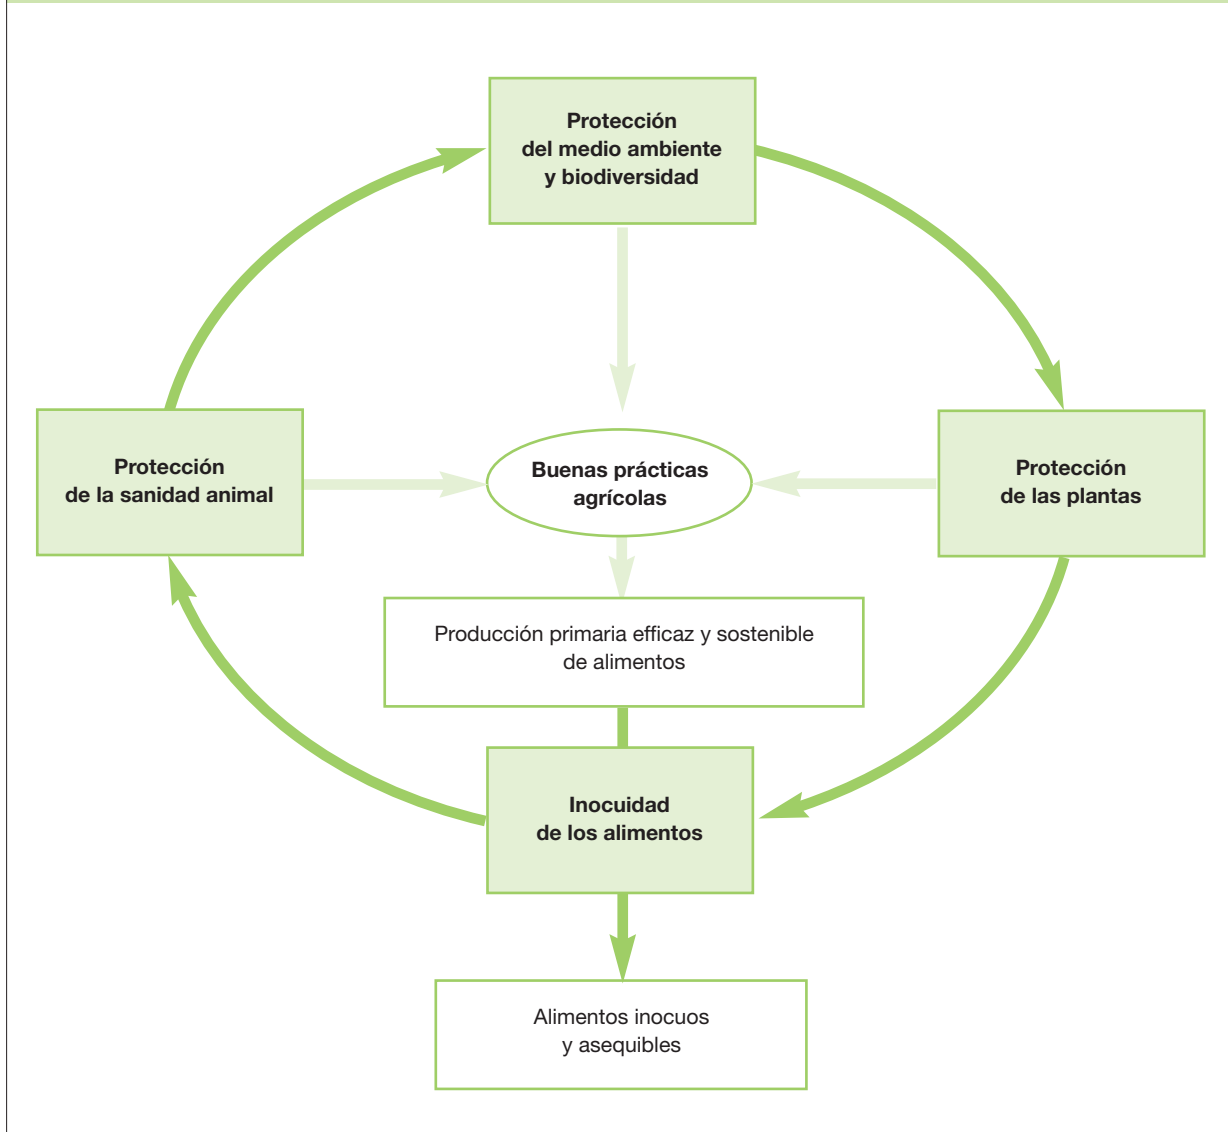 Protección
del medio ambiente
y biodiversidad
Protección
de la sanidad animal
Buenas prácticas
agrícolas
Protección
de las plantas
Producción primaria efficaz y sostenible
de alimentos
Inocuidad
de los alimentos
Alimentos inocuos
y asequibles